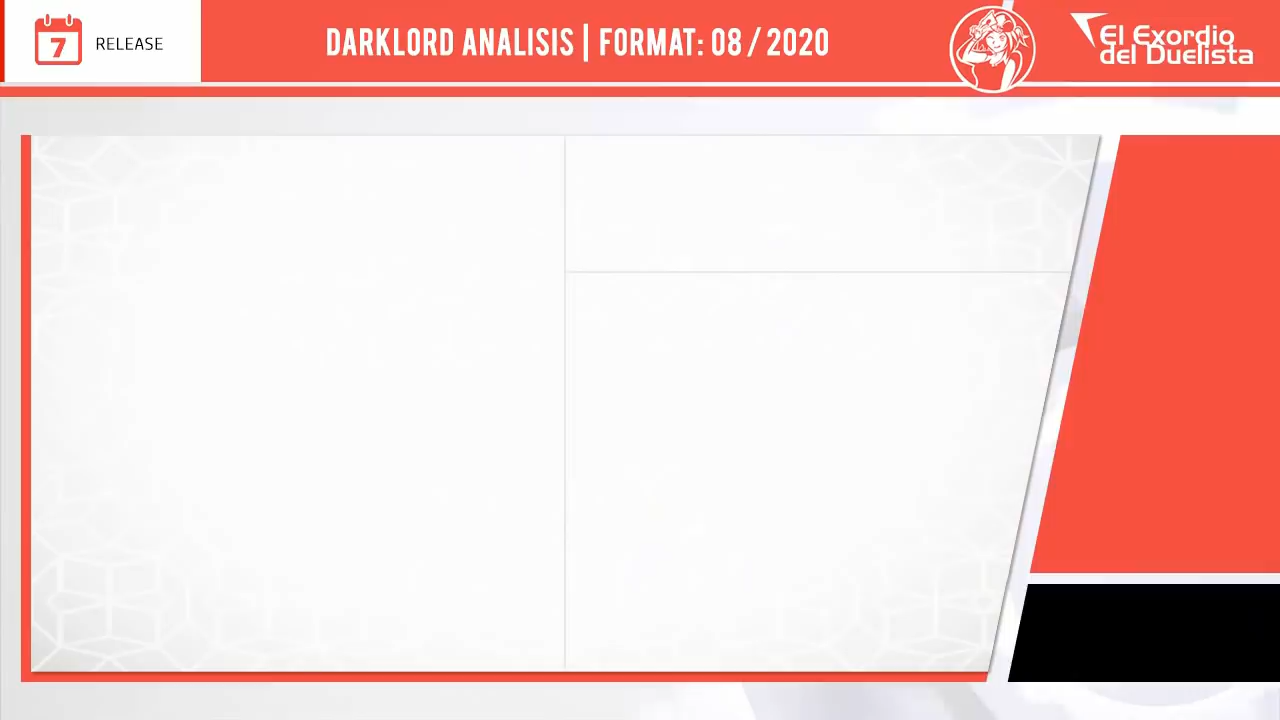 7
RELEASE
DARKLORD ANALISIS | FORMAT: 08 / 2020
El Exordio
del Duelista